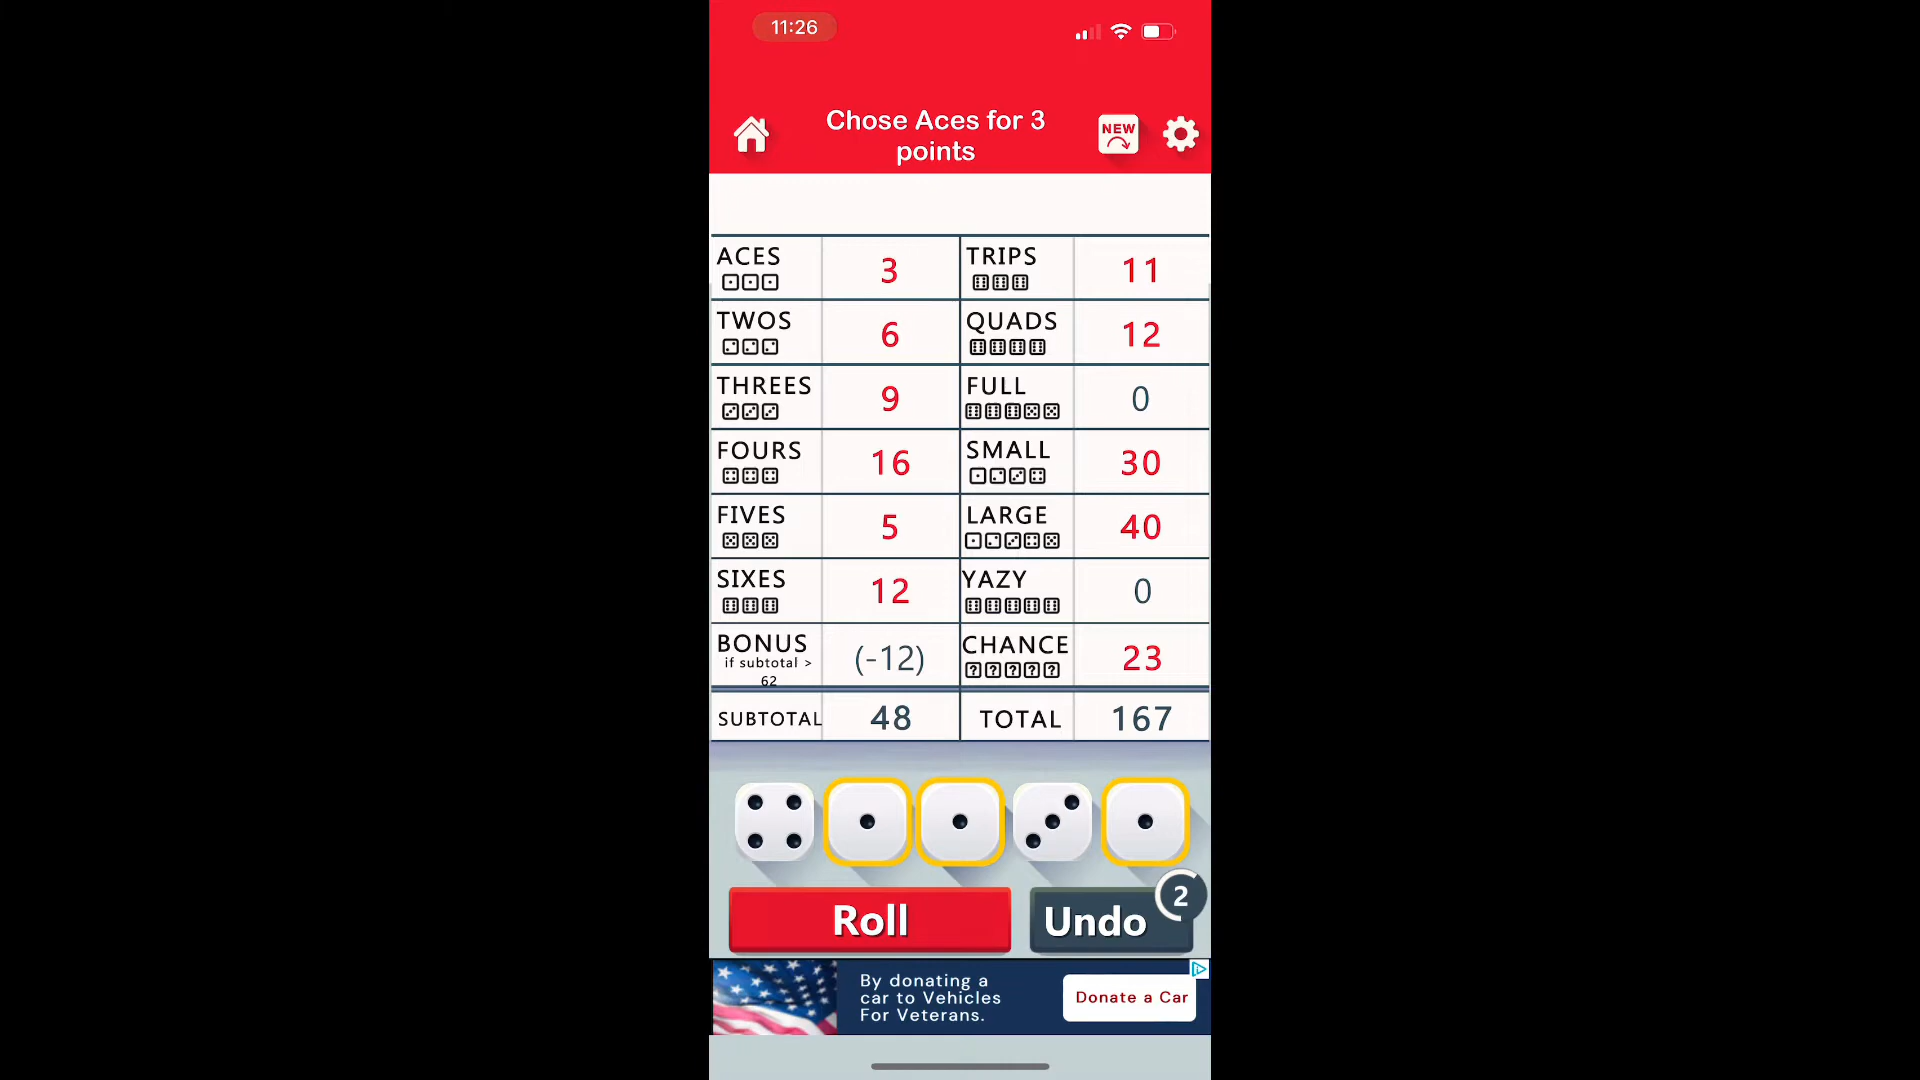 11:26
Chose Aces for 3
points
NEW
ACES 3 TRIPS 11
TWOS 6 QUADS 12
THREES 9 FULL 0
FOURS 16 SMALL 30
FIVES 5 LARGE 40
SIXES 12 YAZY 0
BONUS (-12) CHANCE 23
if subtotal >
62
? ? ? ? ?
SUBTOTAL 48 TOTAL 167
2
Roll Undo
By donating a
car to Vehicles
For Veterans.
Donate a Car